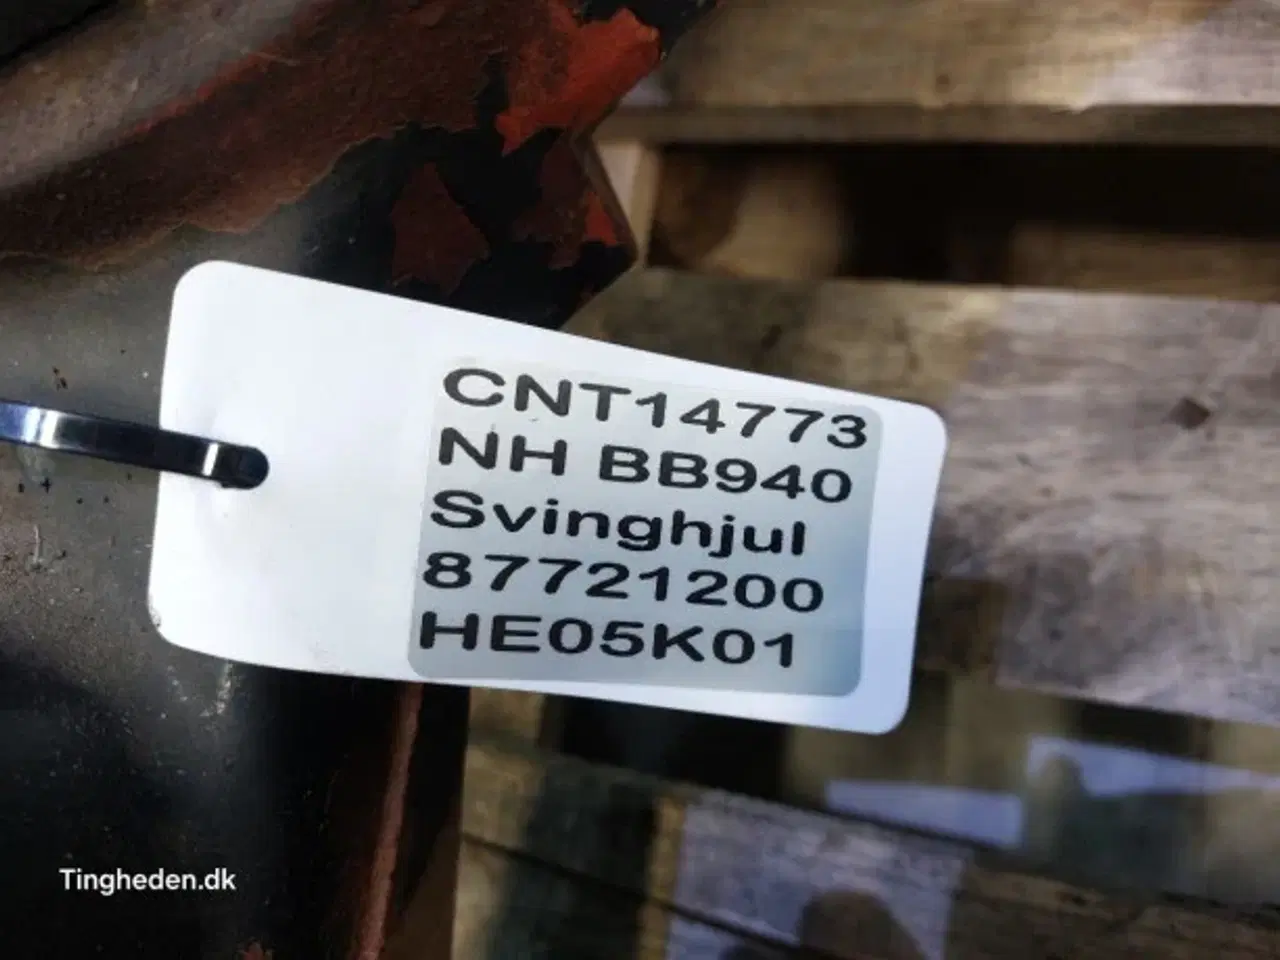 CNT14773
NH BB940
Svinghjul
87721200
HE05K01
Tingheden.dk